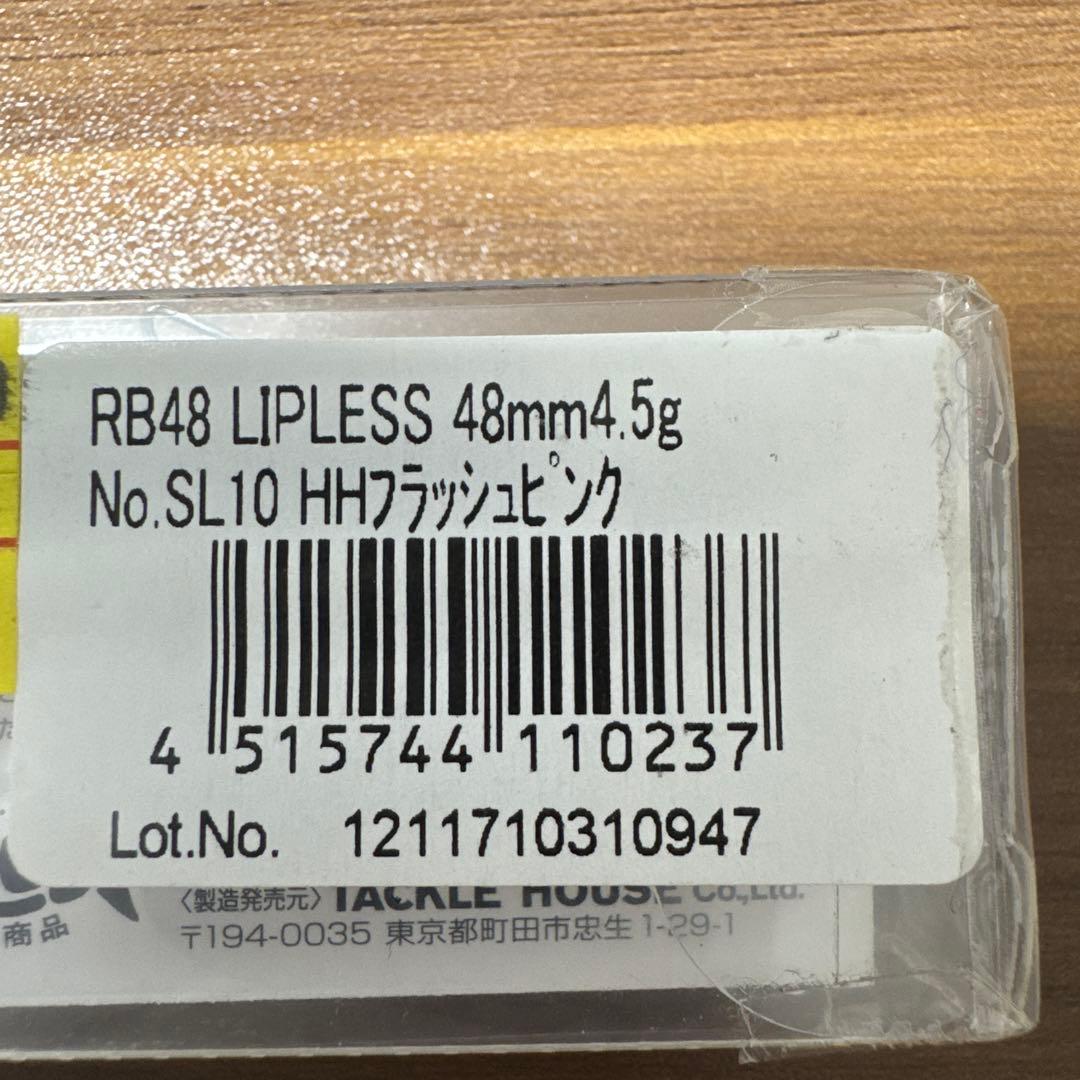 RB48 LIPLESS 48mm4.5g
No.SL10 HHフラッシュピンク
4 515744 110237
Lot.No. 1211710310947
〈製造発売元〉TACKLE HOUSE Co.,Ltd.
〒194-0035 東京都町田市忠生1-29-1
商品